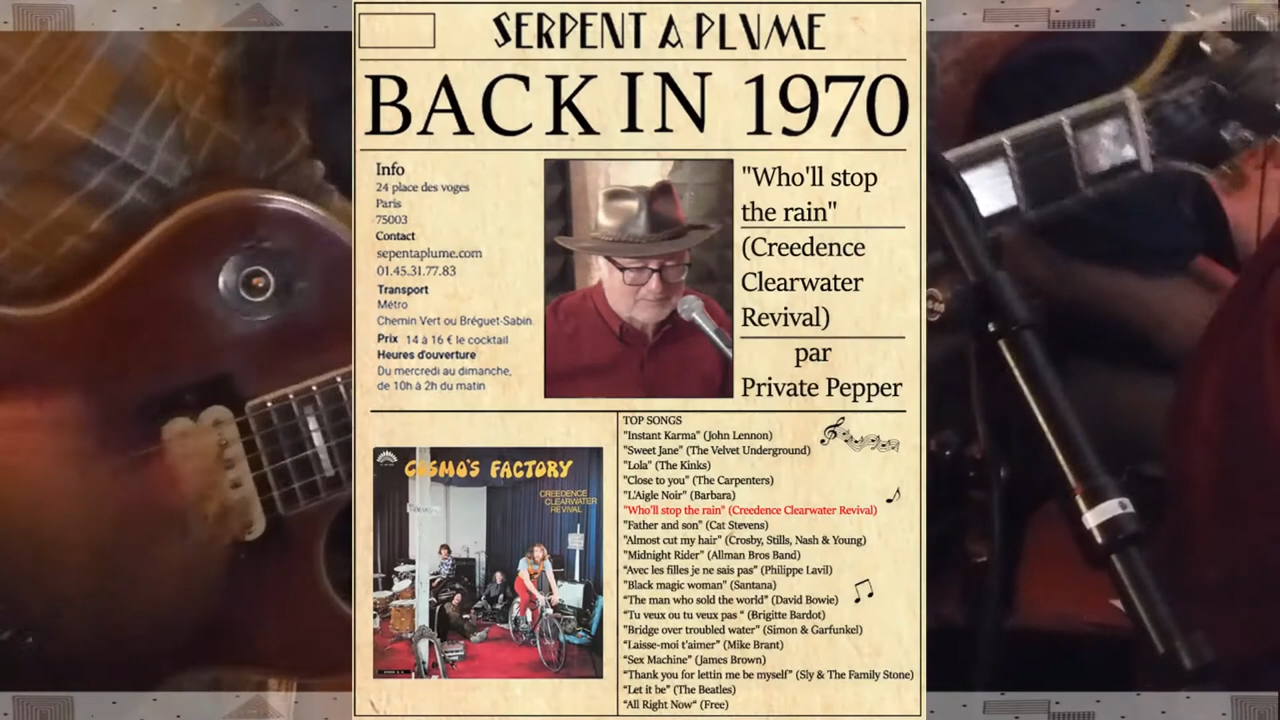 SERPENT A PLVME
BACK IN 1970
Info
24 place des voges
Paris
75003
Contact
sepentaplume.com
01.45.31.77.83
Transport
Métro
Chemin Vert ou Bréguet-Sabin.
Prix 14 à 16 € le cocktail
Heures d'ouverture
Du mercredi au dimanche,
de 10h à 2h du matin
"Who'll stop
the rain"
(Creedence
Clearwater
Revival)
par
Private Pepper
COSMO'S FACTORY
CREEDENCE
CLEARWATER
REVIVAL
TOP SONGS
"Instant Karma" (John Lennon)
"Sweet Jane" (The Velvet Underground)
"Lola" (The Kinks)
"Close to you" (The Carpenters)
"L'Aigle Noir" (Barbara)
"Who'll stop the rain" (Creedence Clearwater Revival)
"Father and son" (Cat Stevens)
"Almost cut my hair" (Crosby, Stills, Nash & Young)
"Midnight Rider" (Allman Bros Band)
“Avec les filles je ne sais pas" (Philippe Lavil)
"Black magic woman" (Santana)
“The man who sold the world” (David Bowie)
“Tu veux ou tu veux pas “ (Brigitte Bardot)
"Bridge over troubled water" (Simon & Garfunkel)
“Laisse-moi t’aimer” (Mike Brant)
“Sex Machine” (James Brown)
“Thank you for lettin me be myself” (Sly & The Family Stone)
“Let it be” (The Beatles)
“All Right Now“ (Free)